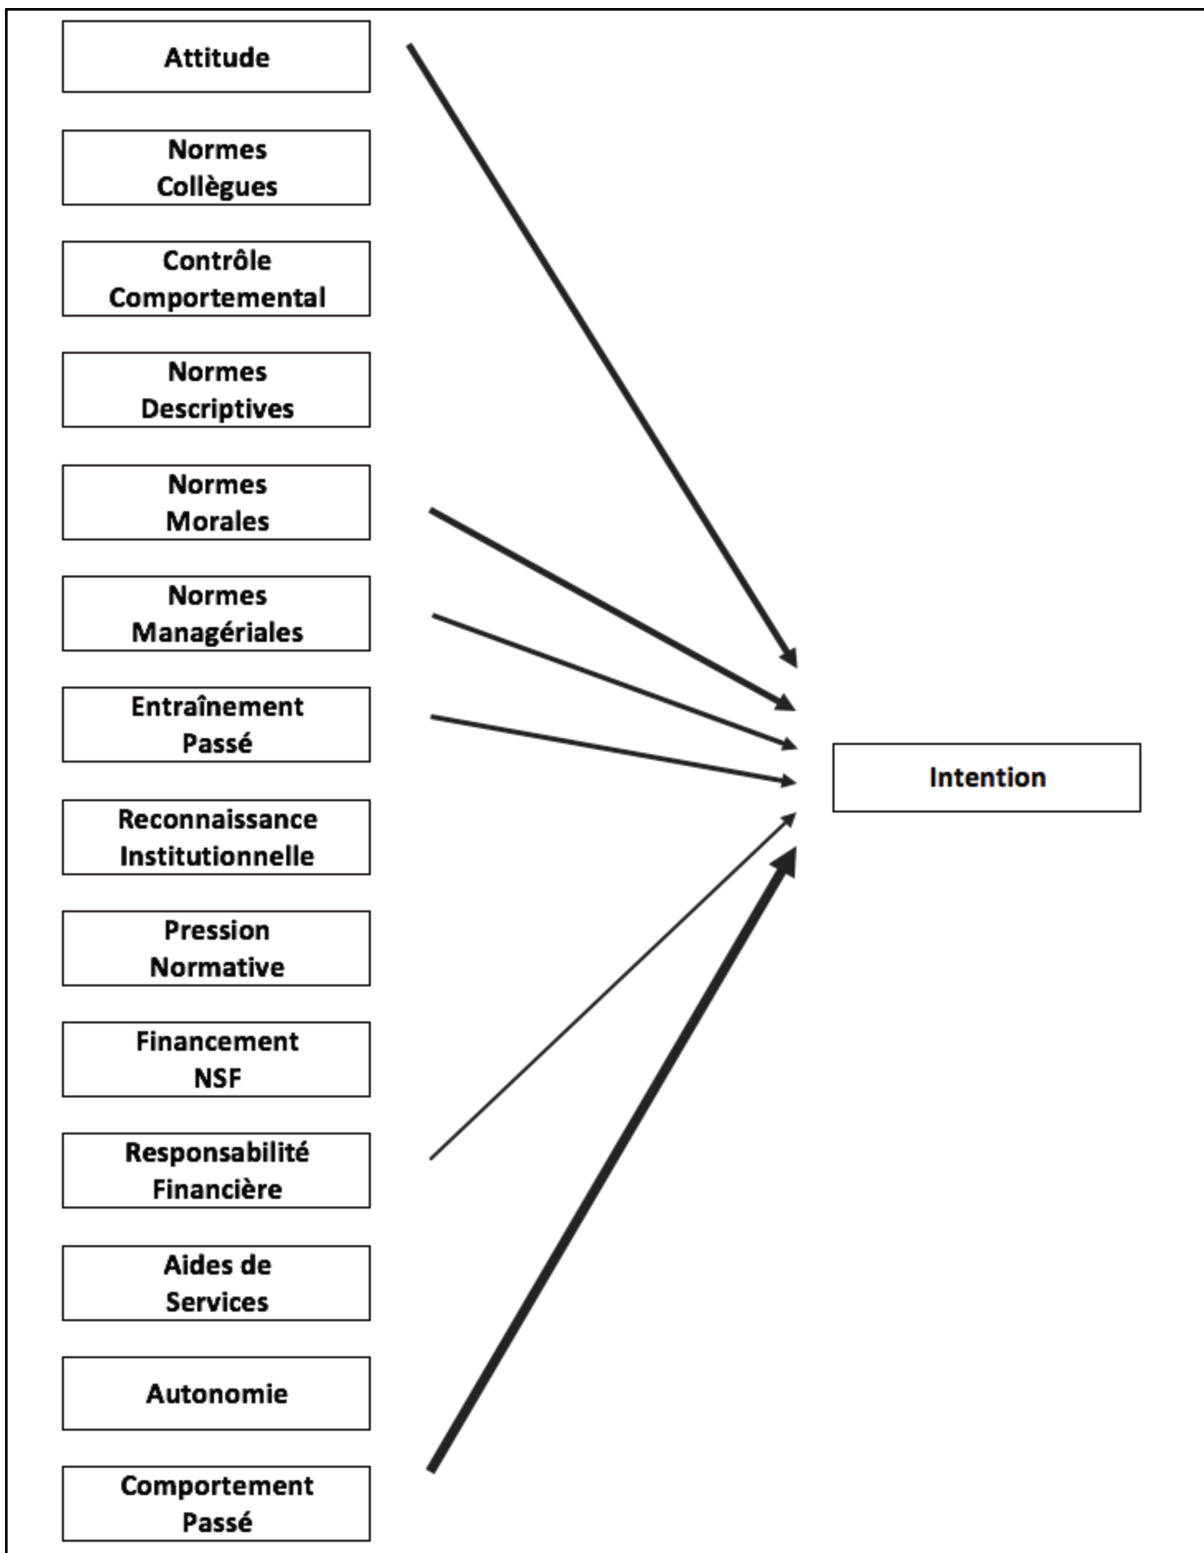 Attitude
Normes
Collègues
Contrôle
Comportemental
Normes
Descriptives
Normes
Morales
Normes
Managériales
Entraînement
Passé
Reconnaissance
Institutionnelle
Pression
Normative
Financement
NSF
Responsabilité
Financière
Aides de
Services
Autonomie
Comportement
Passé
Intention